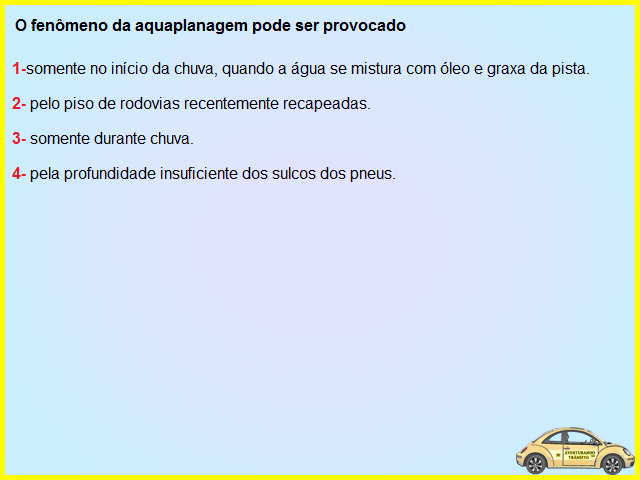 O fenômeno da aquaplanagem pode ser provocado
1-somente no início da chuva, quando a água se mistura com óleo e graxa da pista.
2- pelo piso de rodovias recentemente recapeadas.
3- somente durante chuva.
4- pela profundidade insuficiente dos sulcos dos pneus.
AVENTURANDO
TRÂNSITO